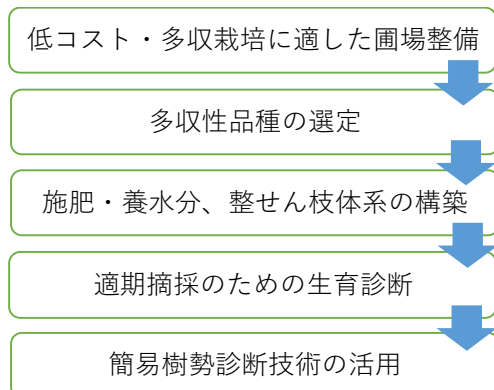 低コスト・多収栽培に適した圃場整備
多収性品種の選定
施肥・養水分、整せん枝体系の構築
適期摘採のための生育診断
簡易樹勢診断技術の活用